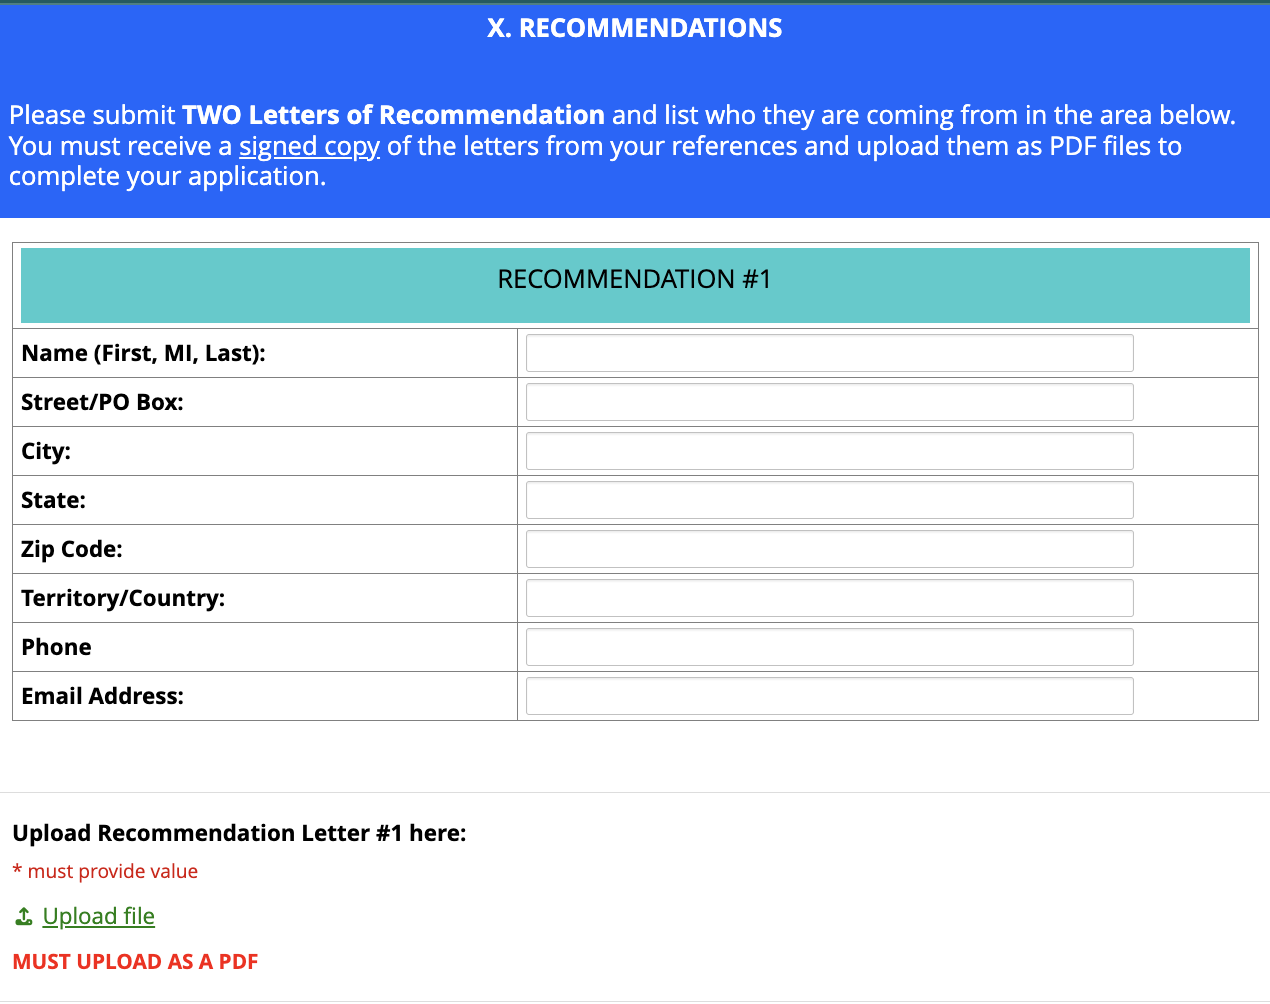 X. RECOMMENDATIONS
Please submit TWO Letters of Recommendation and list who they are coming from in the area below.
You must receive a signed copy of the letters from your references and upload them as PDF files to
complete your application.
RECOMMENDATION #1
Name (First, MI, Last):
Street/PO Box:
City:
State:
Zip Code:
Territory/Country:
Phone
Email Address:
Upload Recommendation Letter #1 here:
* must provide value
Upload file
MUST UPLOAD AS A PDF